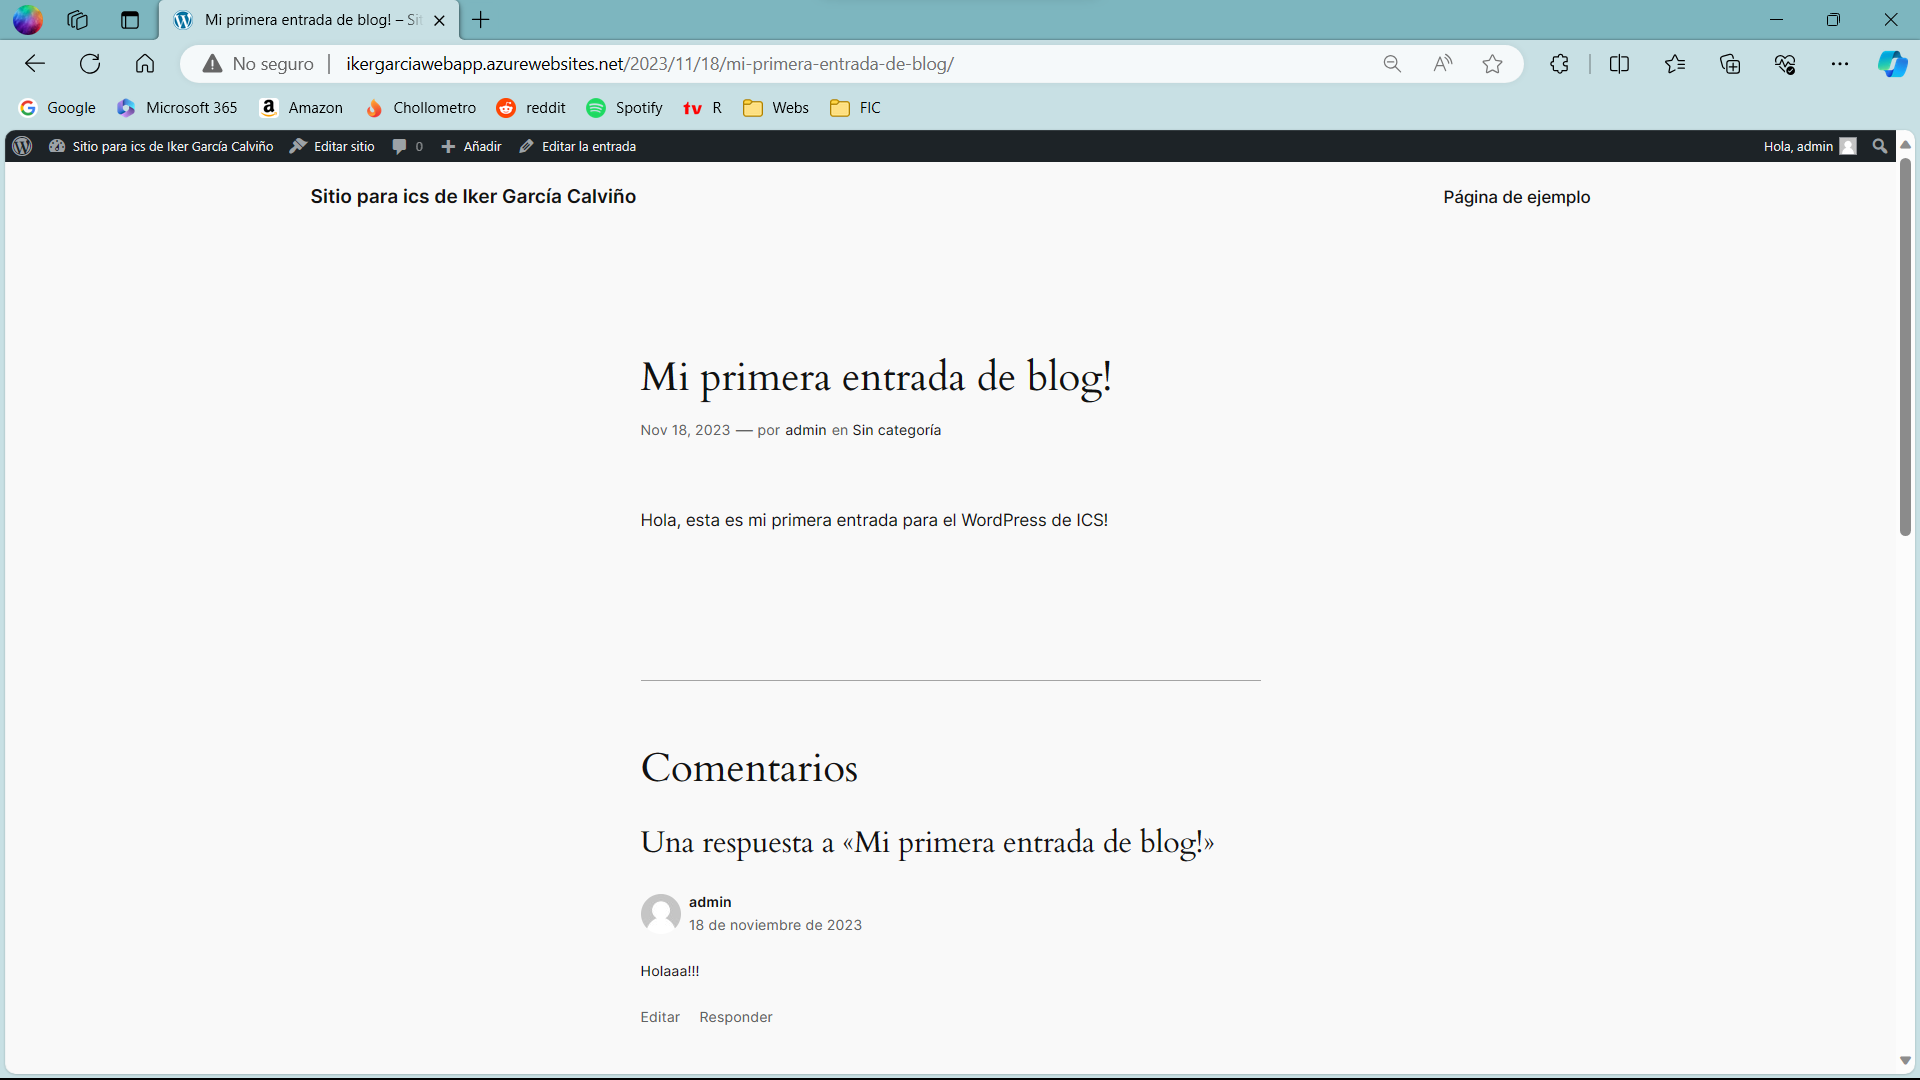 Mi primera entrada de blog! – Sit
No seguro ikergarciawebapp.azurewebsites.net/2023/11/18/mi-primera-entrada-de-blog/
Google Microsoft 365 Amazon Chollometro reddit Spotify tv R Webs FIC
Sitio para ics de Iker García Calviño Editar sitio 0 Añadir Editar la entrada Hola, admin
Sitio para ics de Iker García Calviño Página de ejemplo
Mi primera entrada de blog!
Nov 18, 2023 — por admin en Sin categoría
Hola, esta es mi primera entrada para el WordPress de ICS!
Comentarios
Una respuesta a «Mi primera entrada de blog!»
admin
18 de noviembre de 2023
Holaaa!!!
Editar Responder